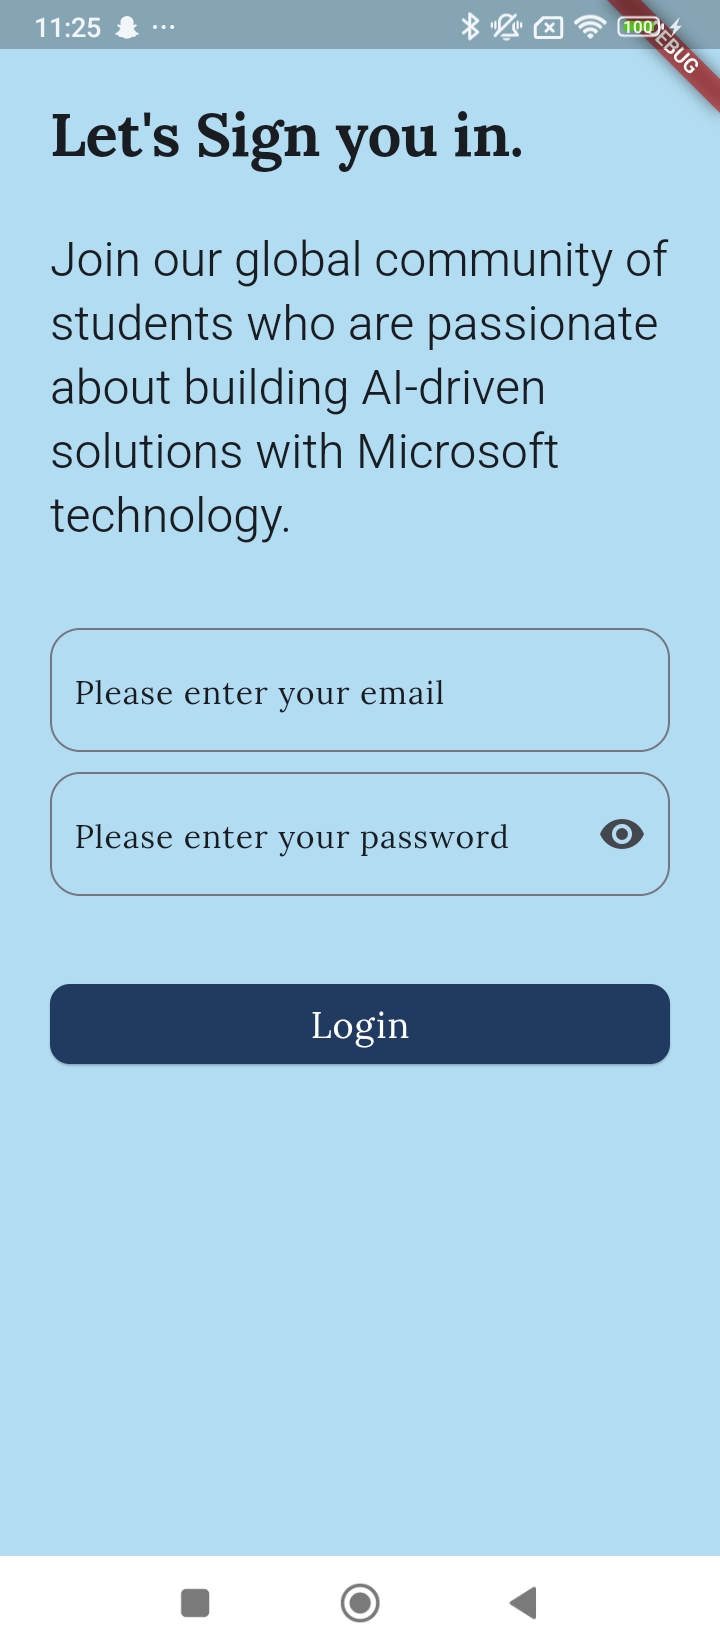 11:25
100
DEBUG
Let's Sign you in.
Join our global community of
students who are passionate
about building AI-driven
solutions with Microsoft
technology.
Please enter your email
Please enter your password
Login